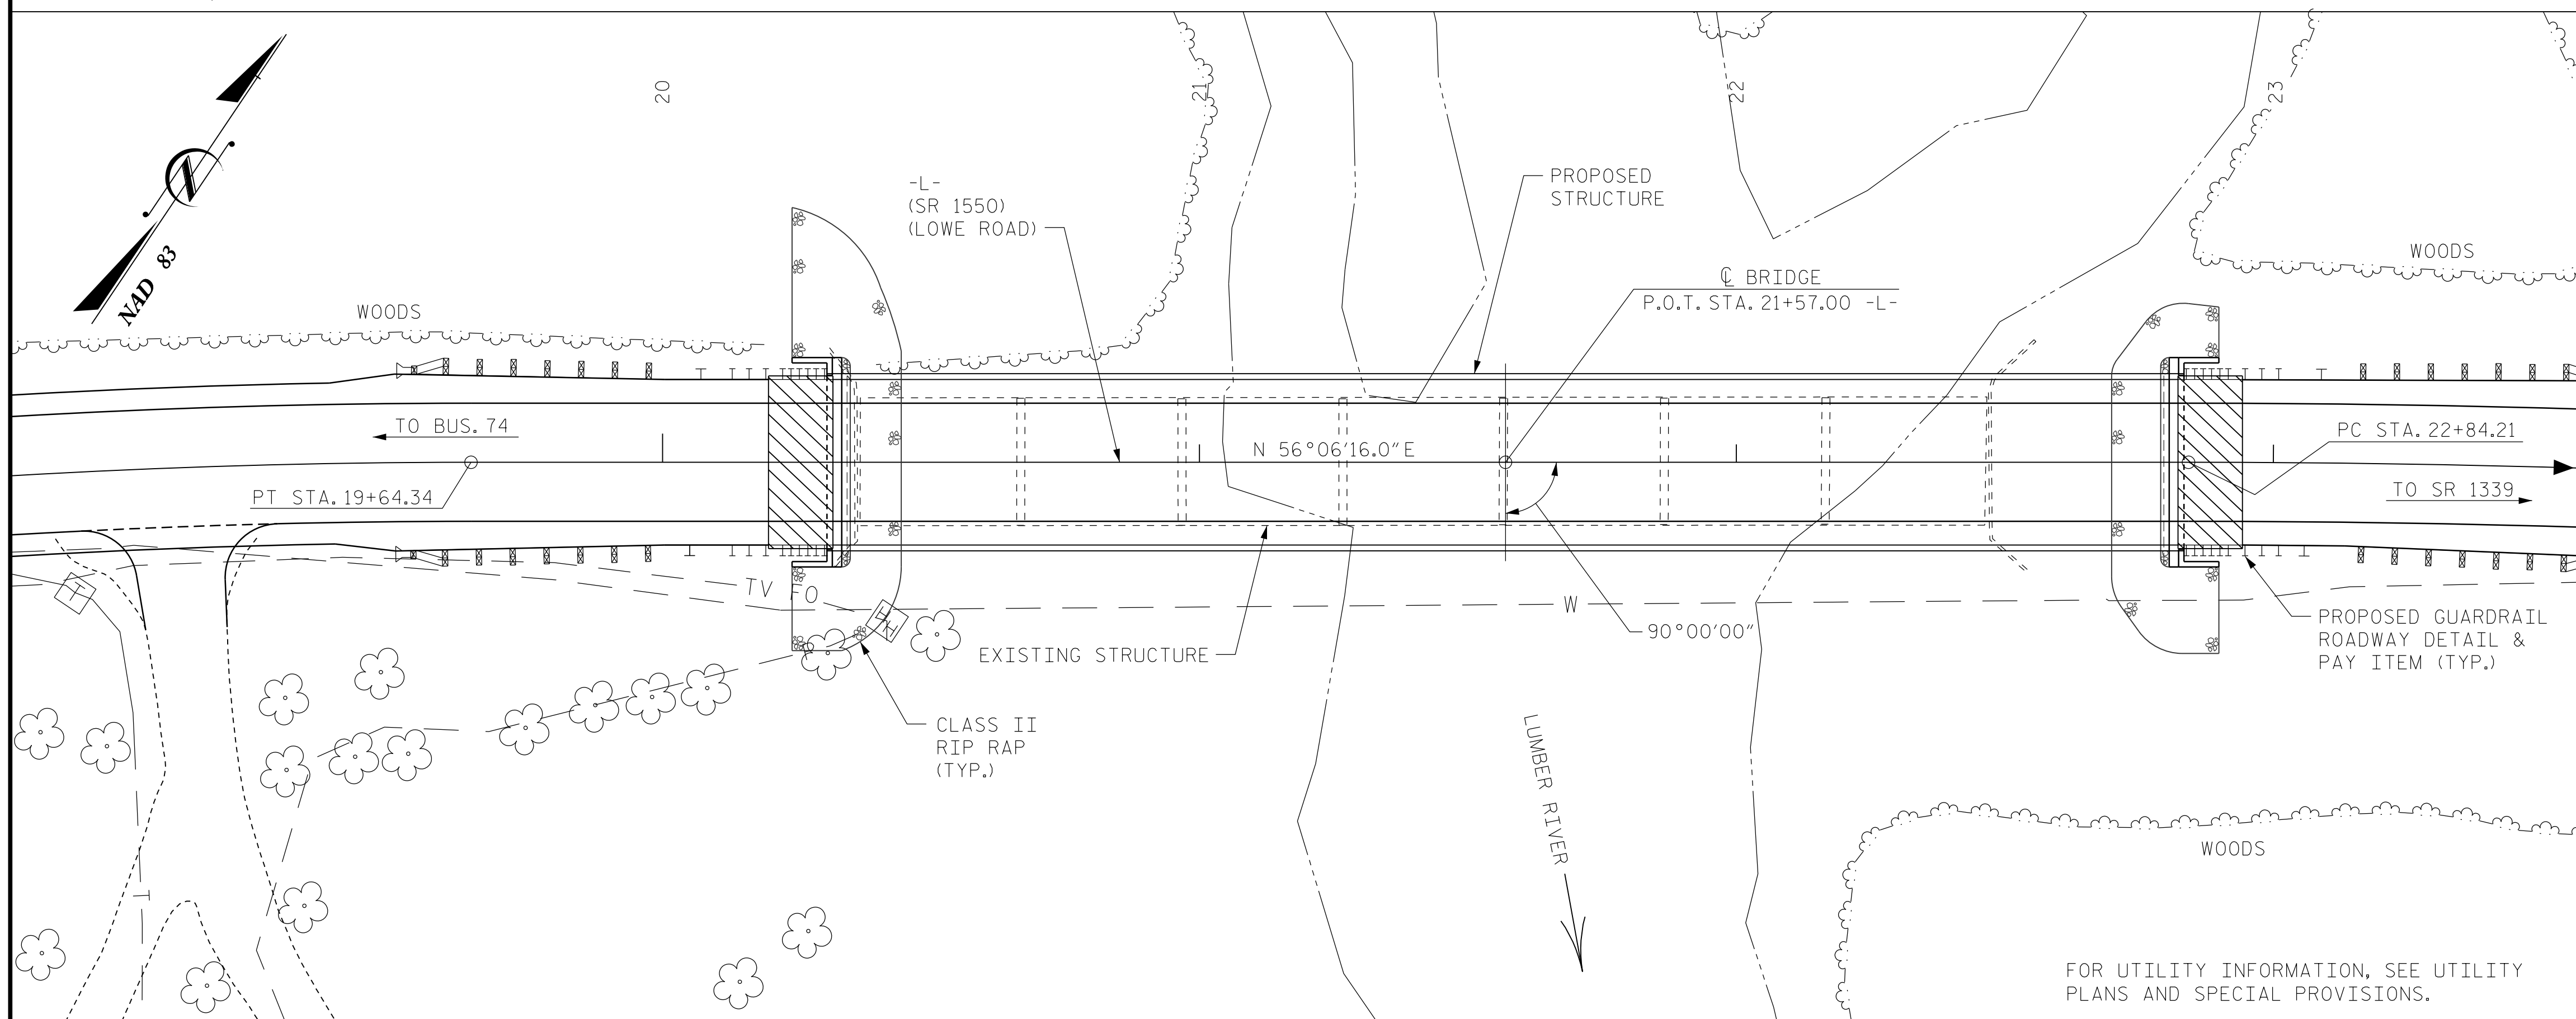 20
21
22
23
NAD 83
WOODS
-L-
(SR 1550)
(LOWE ROAD)
PROPOSED
STRUCTURE
℄ BRIDGE
P.O.T. STA. 21+57.00 -L-
WOODS
TO BUS. 74
N 56°06'16.0"E
PC STA. 22+84.21
PT STA. 19+64.34
TO SR 1339
TV FO
W
90°00'00"
EXISTING STRUCTURE
PROPOSED GUARDRAIL
ROADWAY DETAIL &
PAY ITEM (TYP.)
CLASS II
RIP RAP
(TYP.)
LUMBER RIVER
WOODS
T
FOR UTILITY INFORMATION, SEE UTILITY
PLANS AND SPECIAL PROVISIONS.